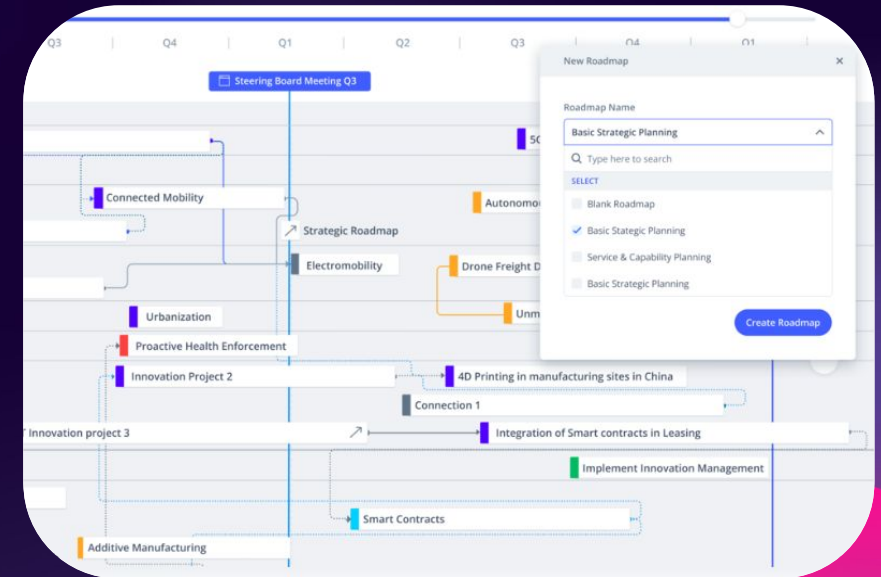 Q3
Q4
Q1
Q2
Q3
Q4
Q1
Steering Board Meeting Q3
New Roadmap
Roadmap Name
Basic Strategic Planning
Type here to search
SELECT
Blank Roadmap
Basic Stategic Planning
Service & Capability Planning
Basic Strategic Planning
Create Roadmap
Connected Mobility
Strategic Roadmap
Electromobility
Drone Freight D
Urbanization
Unm
Proactive Health Enforcement
Innovation Project 2
4D Printing in manufacturing sites in China
Connection 1
Innovation project 3
Integration of Smart contracts in Leasing
Implement Innovation Management
Smart Contracts
Additive Manufacturing